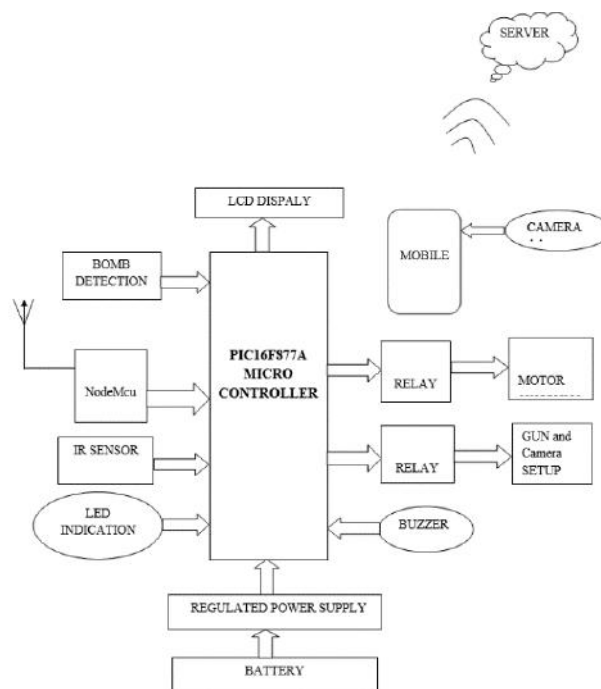 SERVER
LCD DISPALY
CAMERA
MOBILE
BOMB
DETECTION
PIC16F877A
MICRO
CONTROLLER
NodeMcu
RELAY
MOTOR
IR SENSOR
RELAY
GUN and
Camera
SETUP
LED
INDICATION
BUZZER
REGULATED POWER SUPPLY
BATTERY